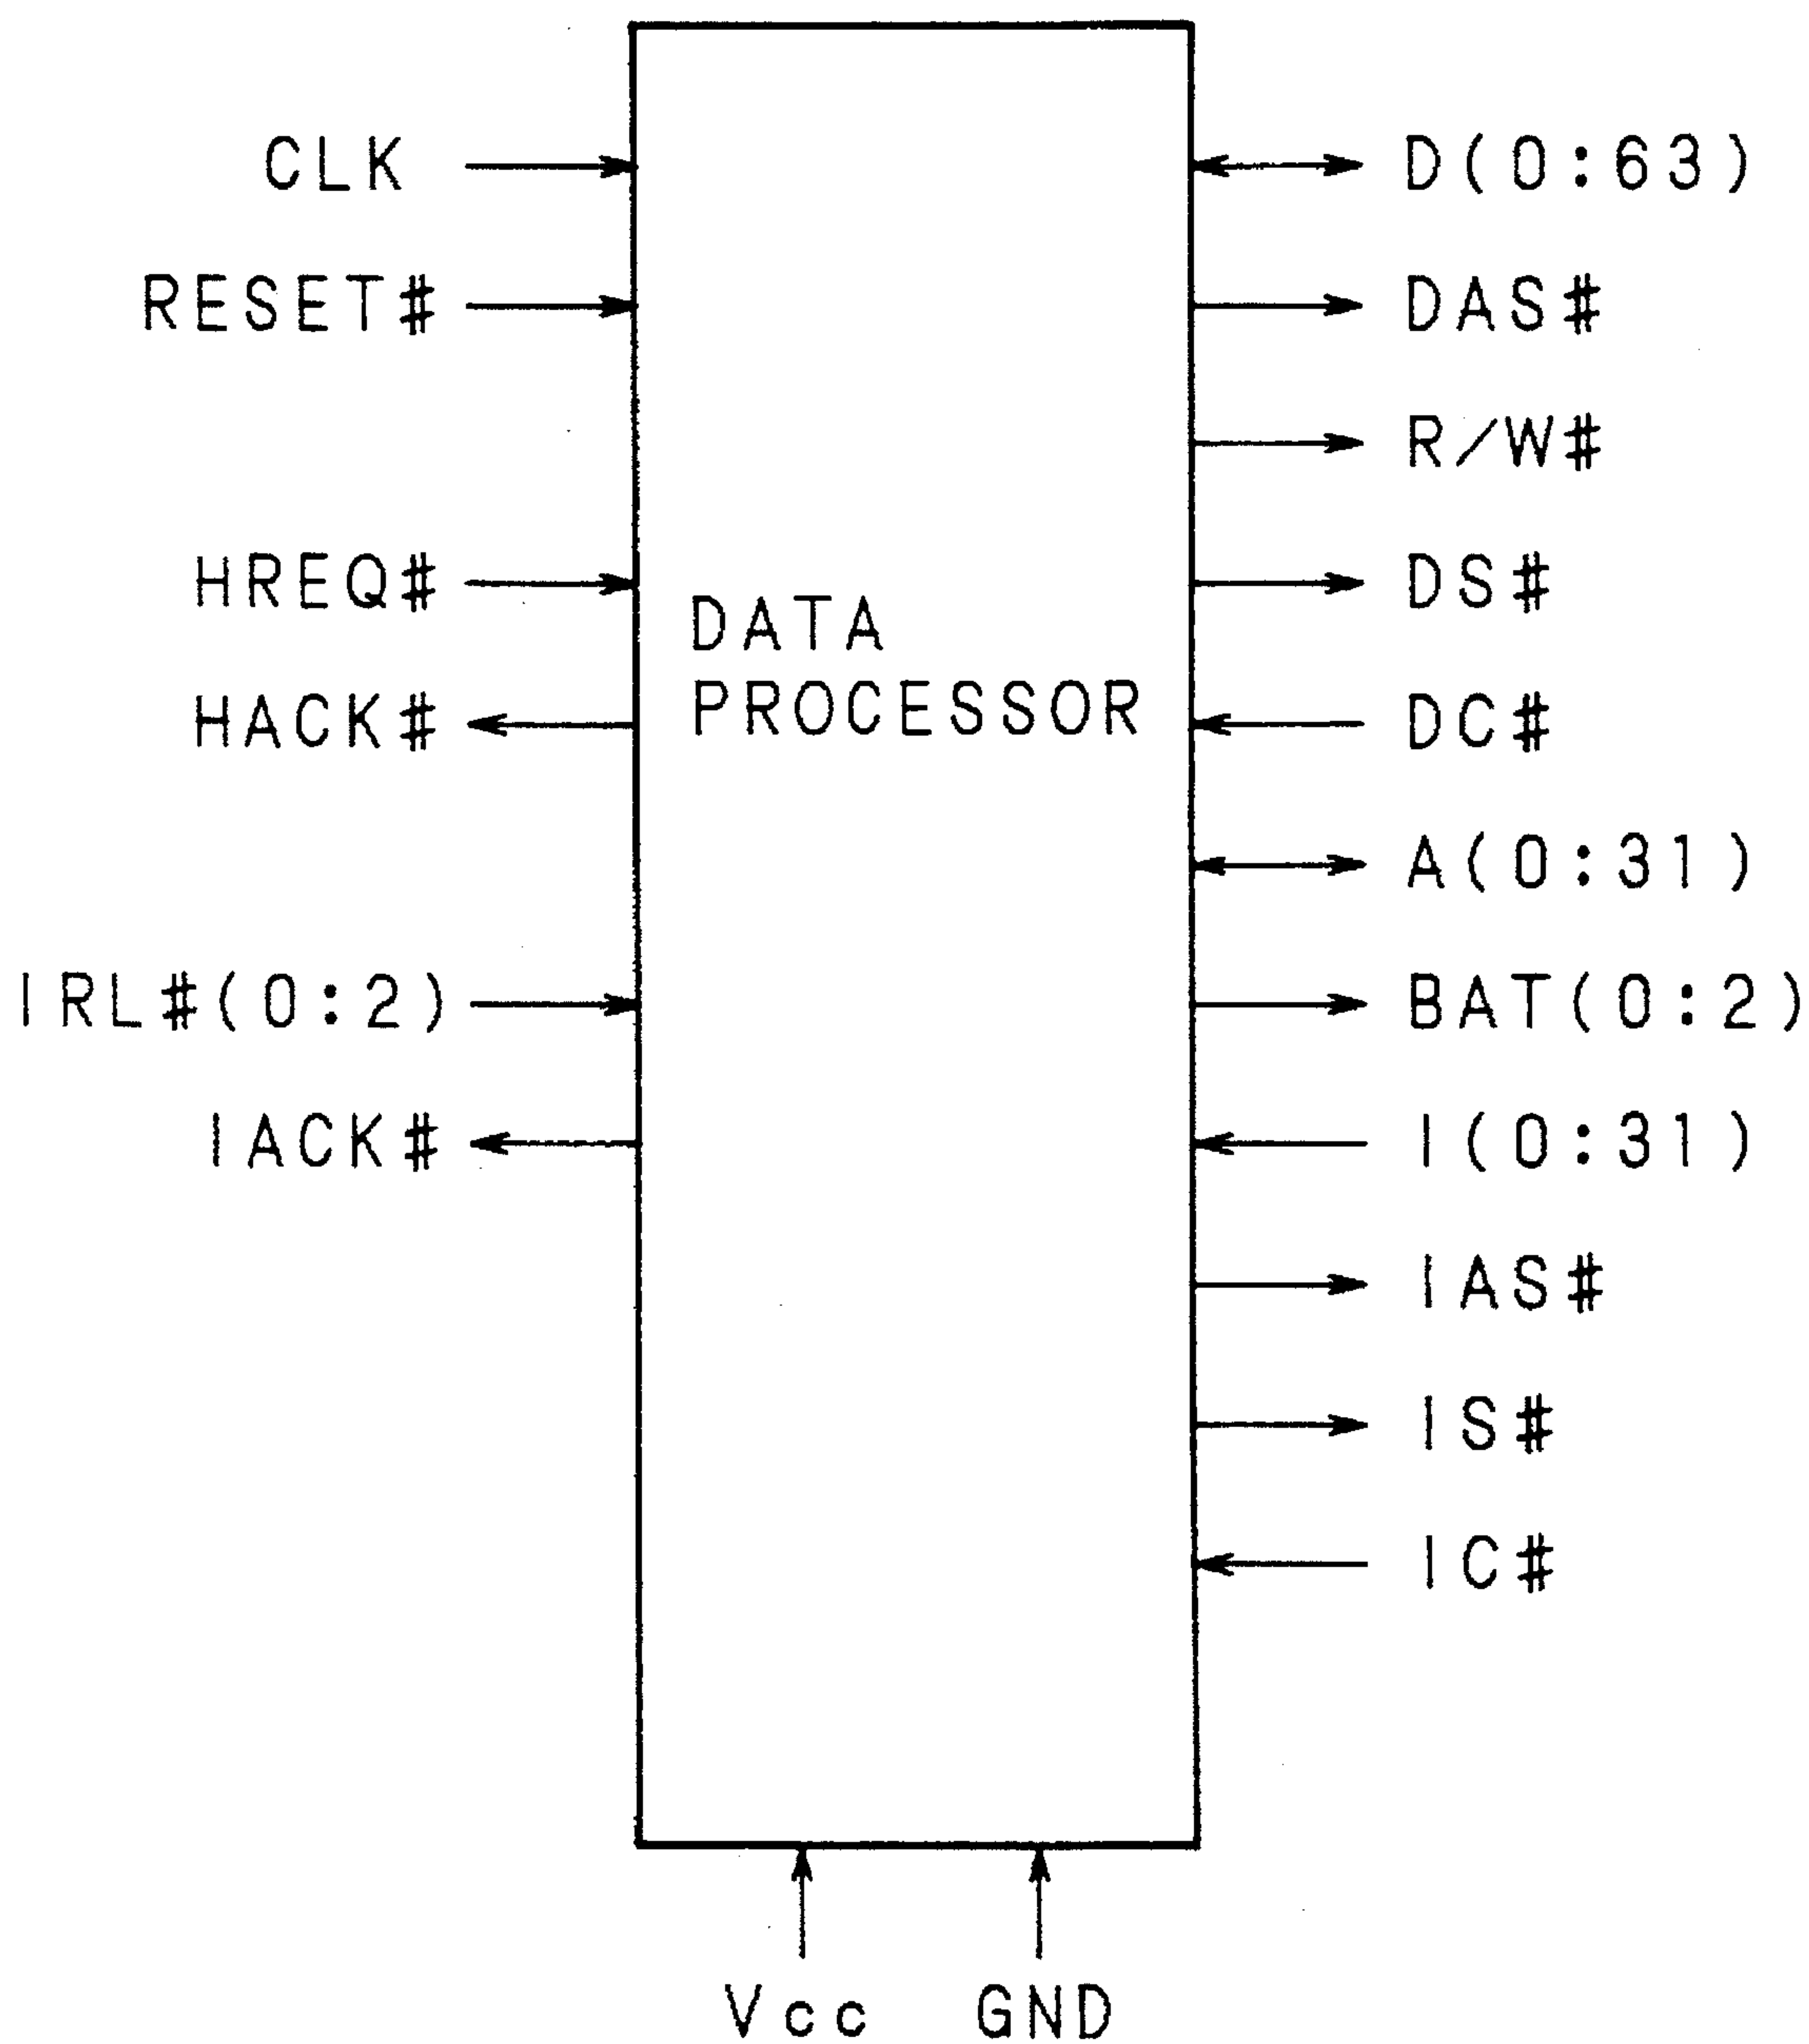 CLK
RESET#
HREQ#
HACK#
IRL#(0:2)
IACK#
DATA
PROCESSOR
D(0:63)
DAS#
R/W#
DS#
DC#
A(0:31)
BAT(0:2)
I(0:31)
IAS#
IS#
IC#
Vcc GND